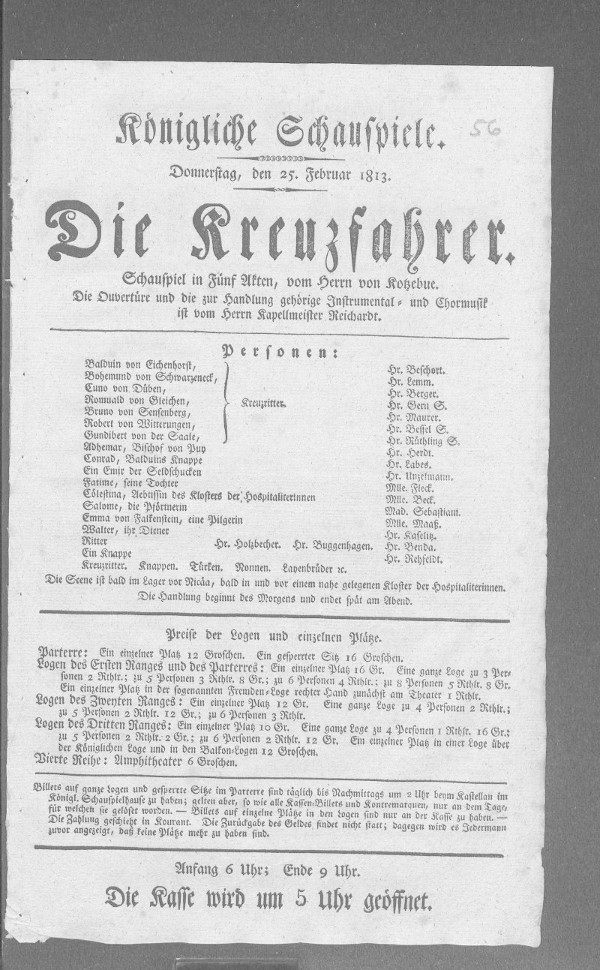 56
Königliche Schauspiele.
Donnerstag, den 25. Februar 1813.
Die Kreuzfahrer.
Schauspiel in Fünf Akten, vom Herrn von Kotzebue.
Die Ouvertüre und die zur Handlung gehörige Instrumental- und Chormusik
ist vom Herrn Kapellmeister Reichardt.
Personen:
Balduin von Eichenhorst, Hr. Beschort.
Bohemund von Schwarzeneck, Hr. Lemm.
Cuno von Düben, Hr. Berger.
Romuald von Gleichen, Kreuzritter. Hr. Gern S.
Bruno von Sensenberg, Hr. Maurer.
Robert von Witterungen, Hr. Bessel S.
Gundibert von der Saale, Hr. Rüthling S.
Adhemar, Bischof von Puy Hr. Herdt.
Conrad, Balduins Knappe Hr. Labes.
Ein Emir der Seldschucken Hr. Unzelmann.
Fatime, seine Tochter Mlle. Fleck.
Cölestina, Aebtissin des Klosters der Hospitaliterinnen Mlle. Beck.
Salome, die Pförtnerin Mad. Sebastiani.
Emma von Falkenstein, eine Pilgerin Mlle. Maaß.
Walter, ihr Diener Hr. Kaselitz.
Ritter Hr. Holzbecher. Hr. Buggenhagen. Hr. Benda.
Ein Knappe Hr. Rehfeldt.
Kreuzritter. Knappen. Türken. Nonnen. Layenbrüder ꝛc.
Die Scene ist bald im Lager vor Nicäa, bald in und vor einem nahe gelegenen Kloster der Hospitaliterinnen.
Die Handlung beginnt des Morgens und endet spät am Abend.
Preise der Logen und einzelnen Plätze.
Parterre: Ein einzelner Platz 12 Groschen. Ein gesperrter Sitz 16 Groschen.
Logen des Ersten Ranges und des Parterres: Ein einzelner Platz 16 Gr. Eine ganze Loge zu 3 Per-
sonen 2 Rthlr.; zu 5 Personen 3 Rthlr. 8 Gr.; zu 6 Personen 4 Rthlr.; zu 8 Personen 5 Rthlr. 8 Gr.
Ein einzelner Platz in der sogenannten Fremden-Loge rechter Hand zunächst am Theater 1 Rthlr.
Logen des Zweyten Ranges: Ein einzelner Platz 12 Gr. Eine ganze Loge zu 4 Personen 2 Rthlr.;
zu 5 Personen 2 Rthlr. 12 Gr.; zu 6 Personen 3 Rthlr.
Logen des Dritten Ranges: Ein einzelner Platz 10 Gr. Eine ganze Loge zu 4 Personen 1 Rthlr. 16 Gr.;
zu 5 Personen 2 Rthlr. 2 Gr.; zu 6 Personen 2 Rthlr. 12 Gr. Ein einzelner Platz in einer Loge über
der Königlichen Loge und in den Balkon-Logen 12 Groschen.
Vierte Reihe: Amphitheater 6 Groschen.
Billets auf ganze Logen und gesperrte Sitz im Parterre sind täglich bis Nachmittags um 2 Uhr beym Kastellan im
Königl. Schauspielhause zu haben; gelten aber, so wie alle Kassen-Billets und Kontremarquen, nur an dem Tage,
für welchen sie gelöst worden. — Billets auf einzelne Plätze in den Logen sind nur an der Kasse zu haben. —
Die Zahlung geschieht in Kourant. Die Zurückgabe des Geldes findet nicht statt; dagegen wird es Jedermann
zuvor angezeigt, daß keine Plätze mehr zu haben sind.
Anfang 6 Uhr; Ende 9 Uhr.
Die Kasse wird um 5 Uhr geöffnet.